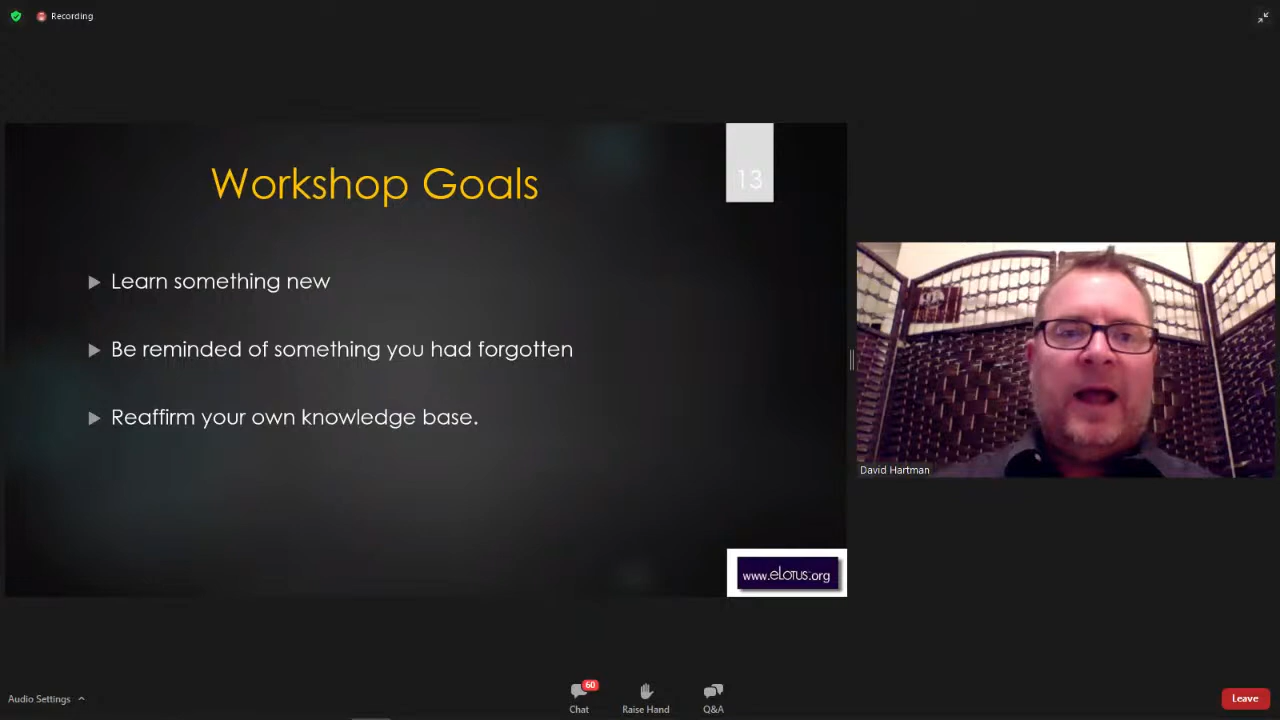 Recording
Workshop Goals
13
Learn something new
Be reminded of something you had forgotten
Reaffirm your own knowledge base.
David Hartman
www.eLotus.org
Audio Settings
60
Chat
Raise Hand
Q&A
Leave